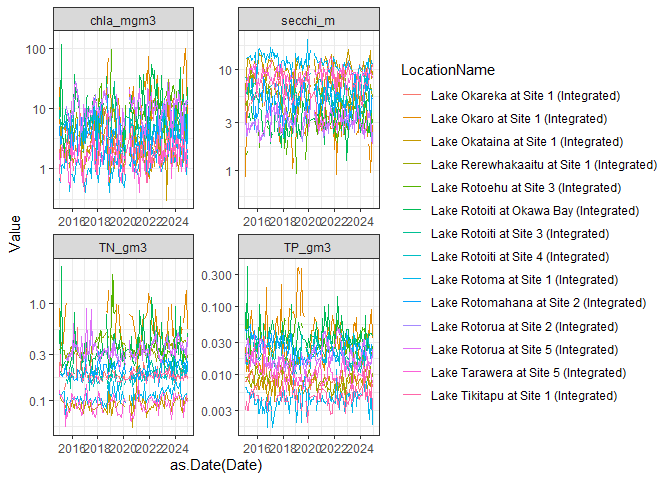 chla_mgm3
secchi_m
100
10
1
10
3
1
2016 2018 2020 2022 2024
2016 2018 2020 2022 2024
TN_gm3
TP_gm3
1.0
0.3
0.1
0.300
0.100
0.030
0.010
0.003
2016 2018 2020 2022 2024
2016 2018 2020 2022 2024
Value
as.Date(Date)
LocationName
Lake Okareka at Site 1 (Integrated)
Lake Okaro at Site 1 (Integrated)
Lake Okataina at Site 1 (Integrated)
Lake Rerewhakaaitu at Site 1 (Integrated)
Lake Rotoehu at Site 3 (Integrated)
Lake Rotoiti at Okawa Bay (Integrated)
Lake Rotoiti at Site 3 (Integrated)
Lake Rotoiti at Site 4 (Integrated)
Lake Rotoma at Site 1 (Integrated)
Lake Rotomahana at Site 2 (Integrated)
Lake Rotorua at Site 2 (Integrated)
Lake Rotorua at Site 5 (Integrated)
Lake Tarawera at Site 5 (Integrated)
Lake Tikitapu at Site 1 (Integrated)